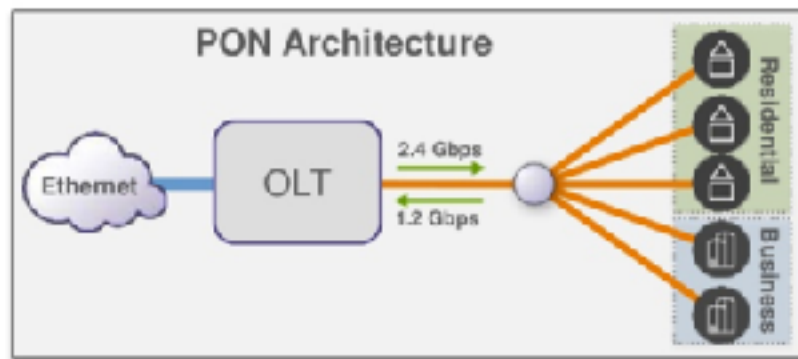 PON Architecture
Ethernet
OLT
2.4 Gbps
1.2 Gbps
Residential
Business